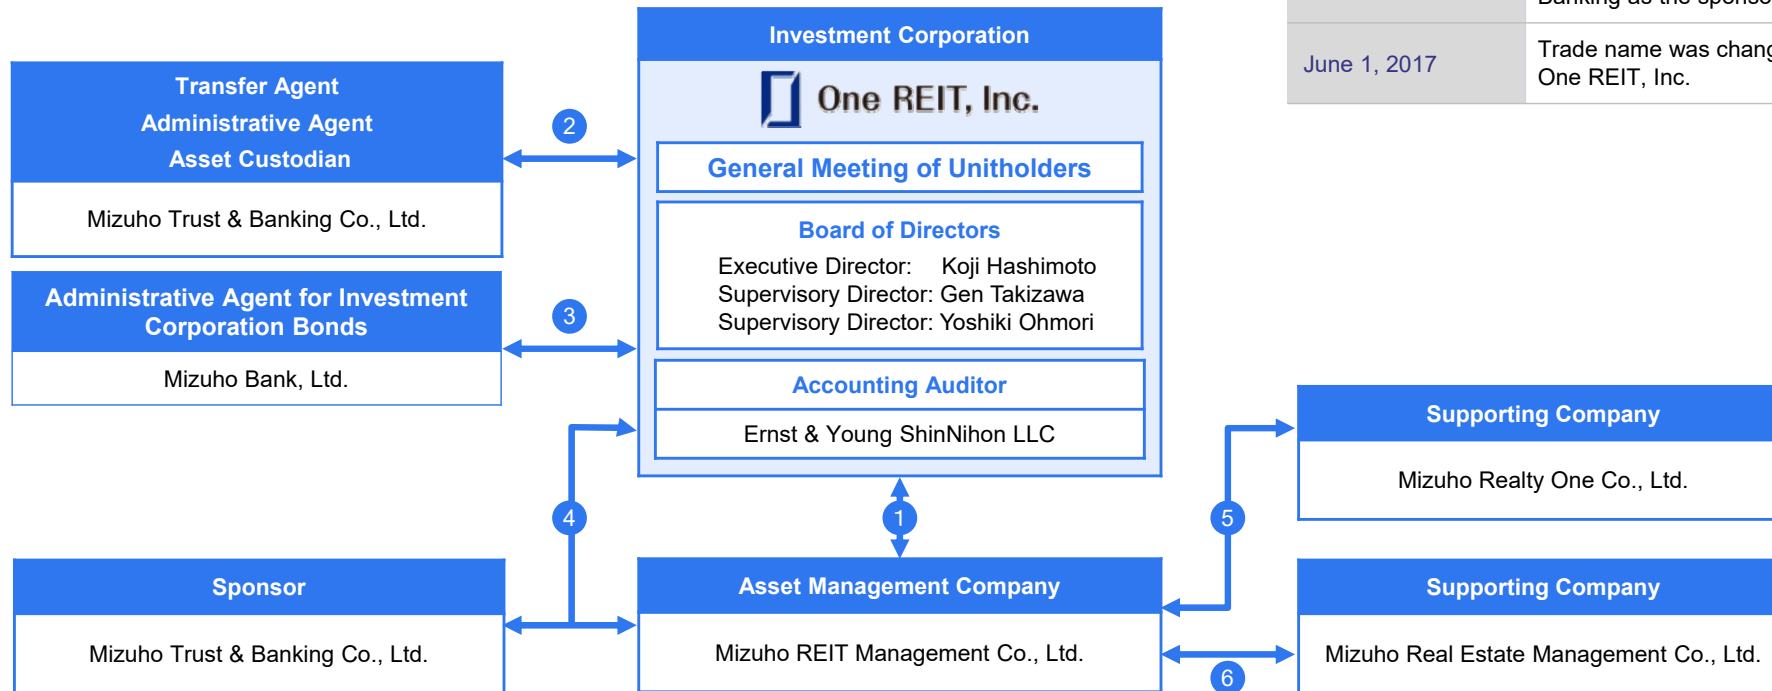 Banking as the sponsor
June 1, 2017
Trade name was chang
One REIT, Inc.
Investment Corporation
One REIT, Inc.
General Meeting of Unitholders
Board of Directors
Executive Director: Koji Hashimoto
Supervisory Director: Gen Takizawa
Supervisory Director: Yoshiki Ohmori
Accounting Auditor
Ernst & Young ShinNihon LLC
Transfer Agent
Administrative Agent
Asset Custodian
Mizuho Trust & Banking Co., Ltd.
2
Administrative Agent for Investment
Corporation Bonds
Mizuho Bank, Ltd.
3
4
1
5
Supporting Company
Mizuho Realty One Co., Ltd.
Sponsor
Mizuho Trust & Banking Co., Ltd.
Asset Management Company
Mizuho REIT Management Co., Ltd.
6
Supporting Company
Mizuho Real Estate Management Co., Ltd.